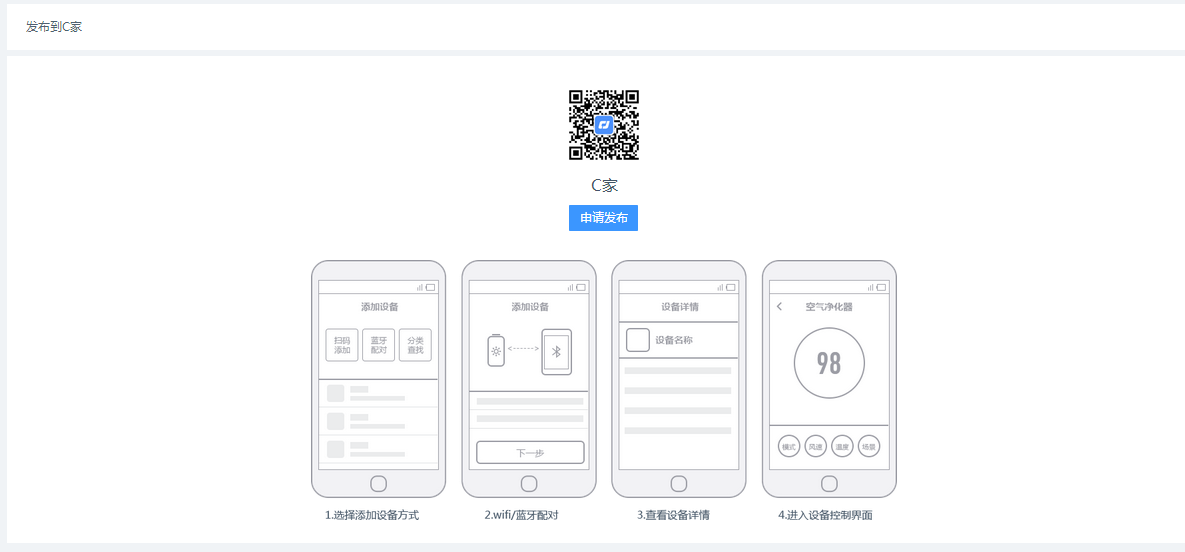 发布到C家
C家
申请发布
添加设备
扫码
添加
蓝牙
配对
分类
查找
添加设备
下一步
设备详情
设备名称
空气净化器
98
模式
风速
温度
场景
1.选择添加设备方式
2.wifi/蓝牙配对
3.查看设备详情
4.进入设备控制界面